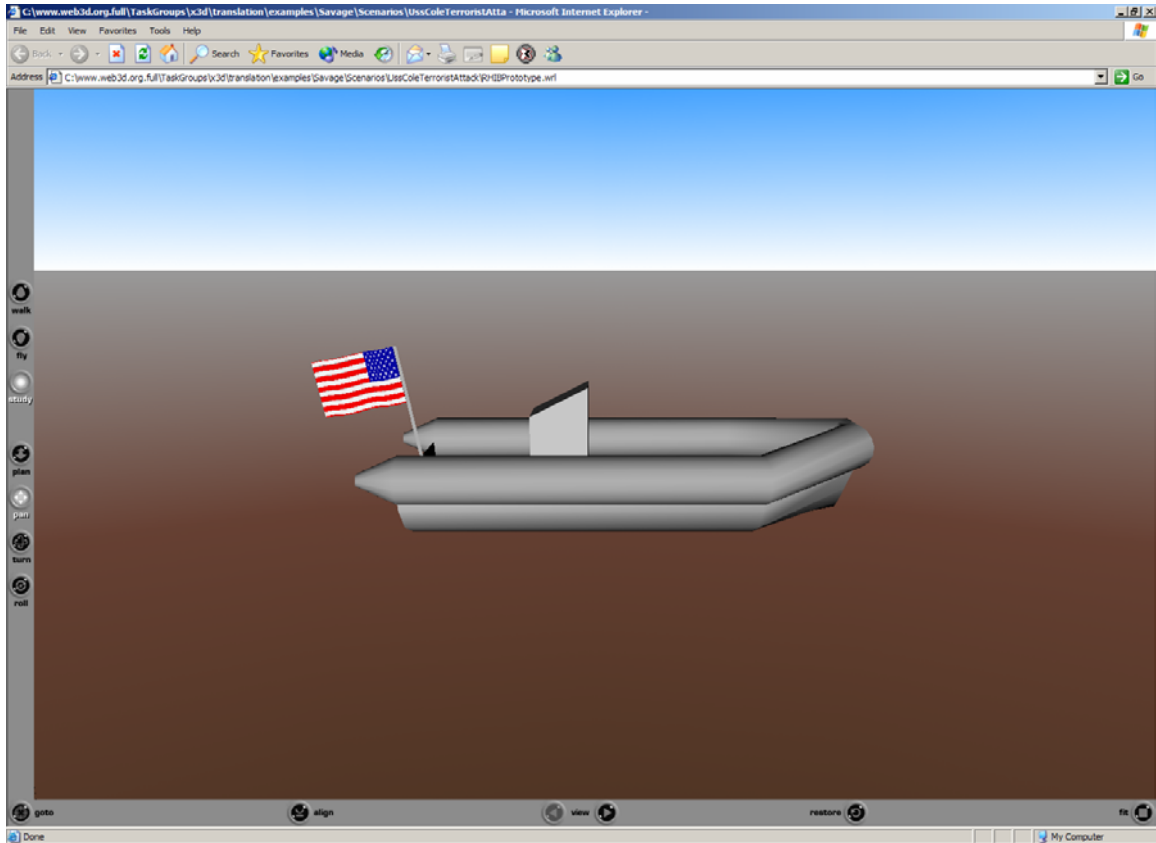 C:\www.web3d.org.full\TaskGroups\x3d\translation\examples\Savage\Scenarios\UssColeTerroristAtta - Microsoft Internet Explorer -
File Edit View Favorites Tools Help
Back Search Favorites Media
Address C:\www.web3d.org.full\TaskGroups\x3d\translation\examples\Savage\Scenarios\UssColeTerroristAttack\RHIBPrototype.wrl Go
walk
fly
study
plan
pan
turn
roll
goto align view restore fit
Done My Computer